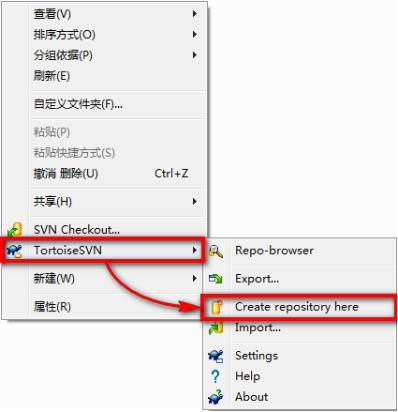 查看(V)
排序方式(O)
分组依据(P)
刷新(E)
自定义文件夹(F)...
粘贴(P)
粘贴快捷方式(S)
撤消 删除(U) Ctrl+Z
共享(H)
SVN Checkout...
TortoiseSVN
新建(W)
属性(R)
Repo-browser
Export...
Create repository here
Import...
Settings
Help
About